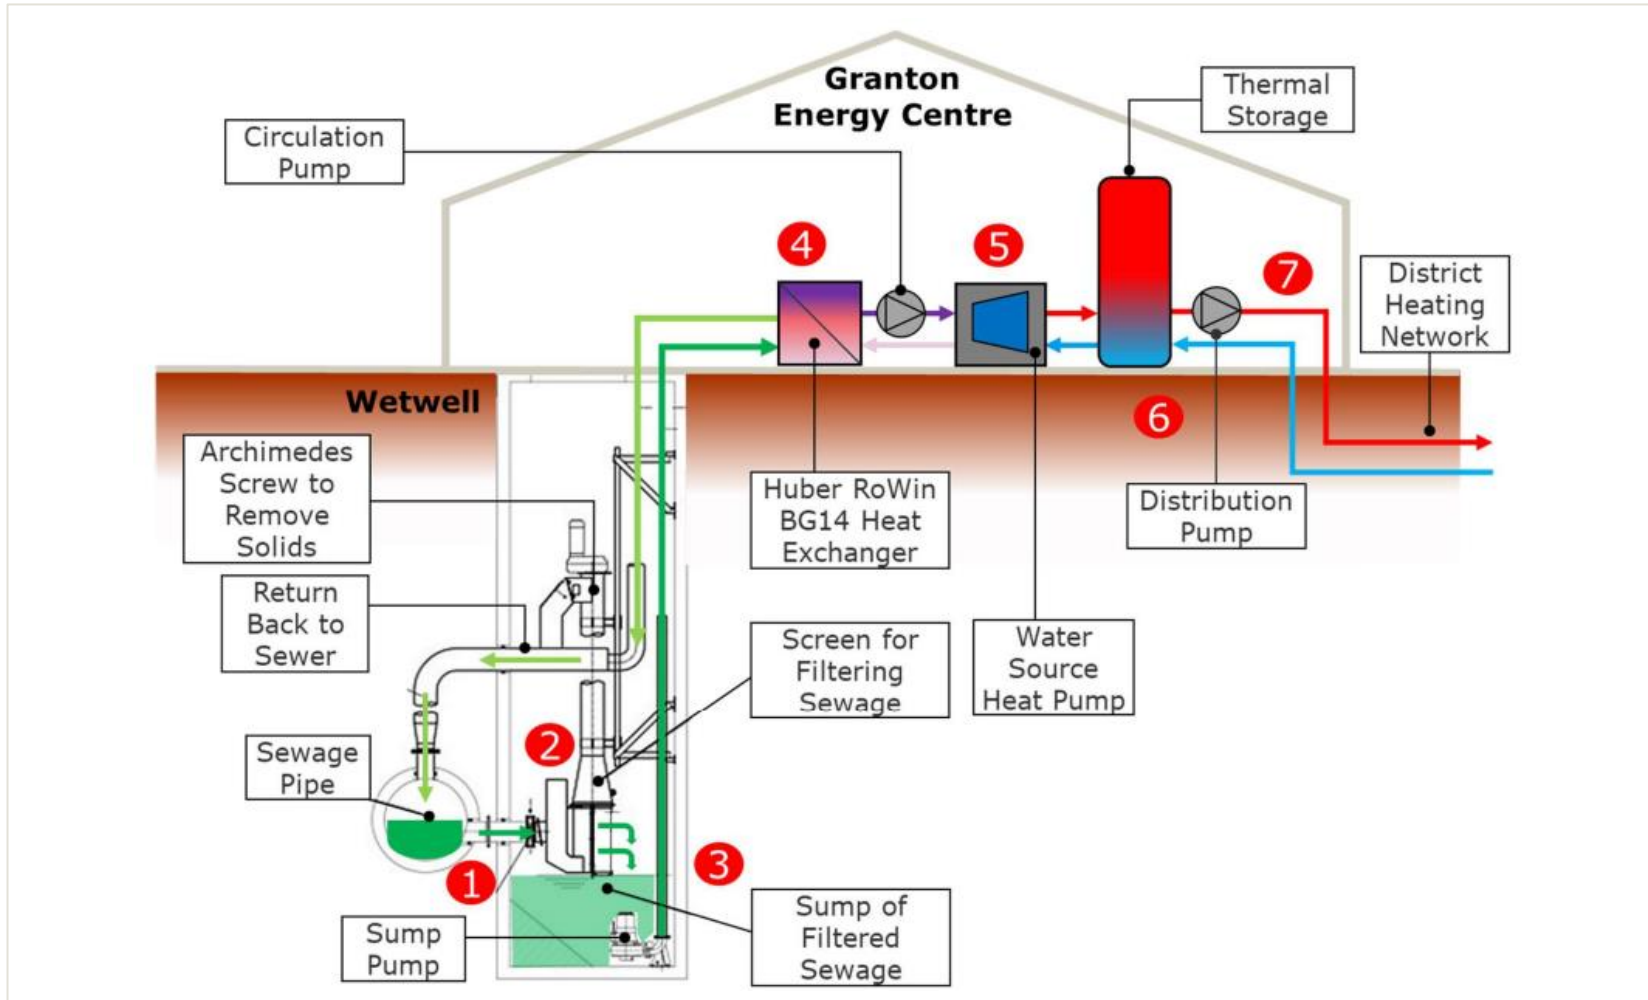 Granton
Energy Centre
Thermal
Storage
Circulation
Pump
4
5
7
District
Heating
Network
Wetwell
6
Archimedes
Screw to
Remove
Solids
Huber RoWin
BG14 Heat
Exchanger
Distribution
Pump
Return
Back to
Sewer
Screen for
Filtering
Sewage
Water
Source
Heat Pump
2
Sewage
Pipe
1
3
Sump
Pump
Sump of
Filtered
Sewage